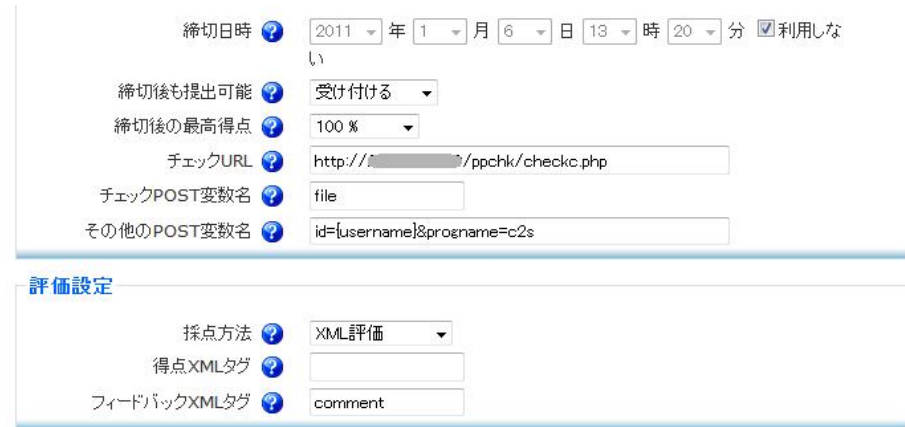 締切日時 2011 年 1 月 6 日 13 時 20 分 利用しな
い
締切後も提出可能 受け付ける
締切後の最高得点 100 %
チェックURL http:// /ppchk/checkc.php
チェックPOST変数名 file
その他のPOST変数名 id={username}&progname=c2s
評価設定
採点方法 XML評価
得点XMLタグ
フィードバックXMLタグ comment